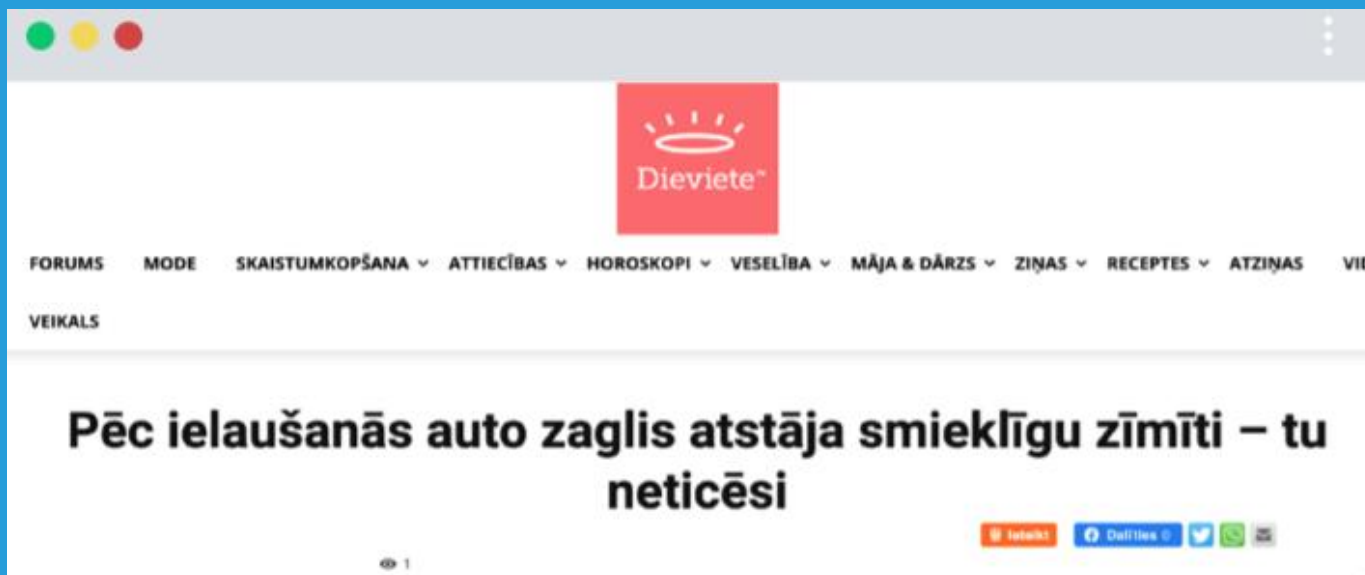 Dieviete™
FORUMS MODE SKAISTUMKOPŠANA ATTIECĪBAS HOROSKOPI VESELĪBA MĀJA & DĀRZS ZIŅAS RECEPTES ATZIŅAS
VEIKALS
Pēc ielaušanās auto zaglis atstāja smieklīgu zīmīti – tu
neticēsi
Ieteikt Dalīties 0
1